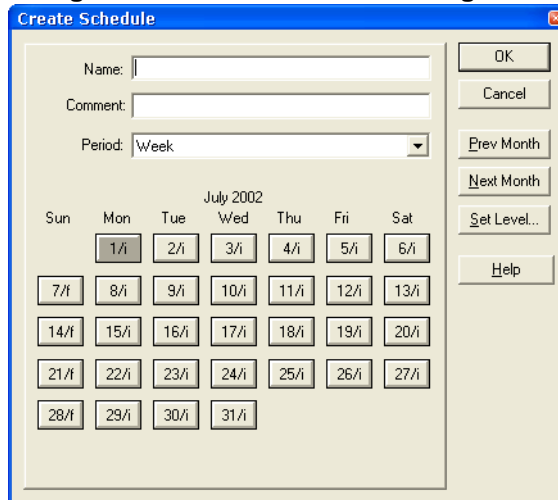 Create Schedule
Name:
Comment:
Period: Week
July 2002
Sun Mon Tue Wed Thu Fri Sat
1/i 2/i 3/i 4/i 5/i 6/i
7/f 8/i 9/i 10/i 11/i 12/i 13/i
14/f 15/i 16/i 17/i 18/i 19/i 20/i
21/f 22/i 23/i 24/i 25/i 26/i 27/i
28/f 29/i 30/i 31/i
OK
Cancel
Prev Month
Next Month
Set Level...
Help